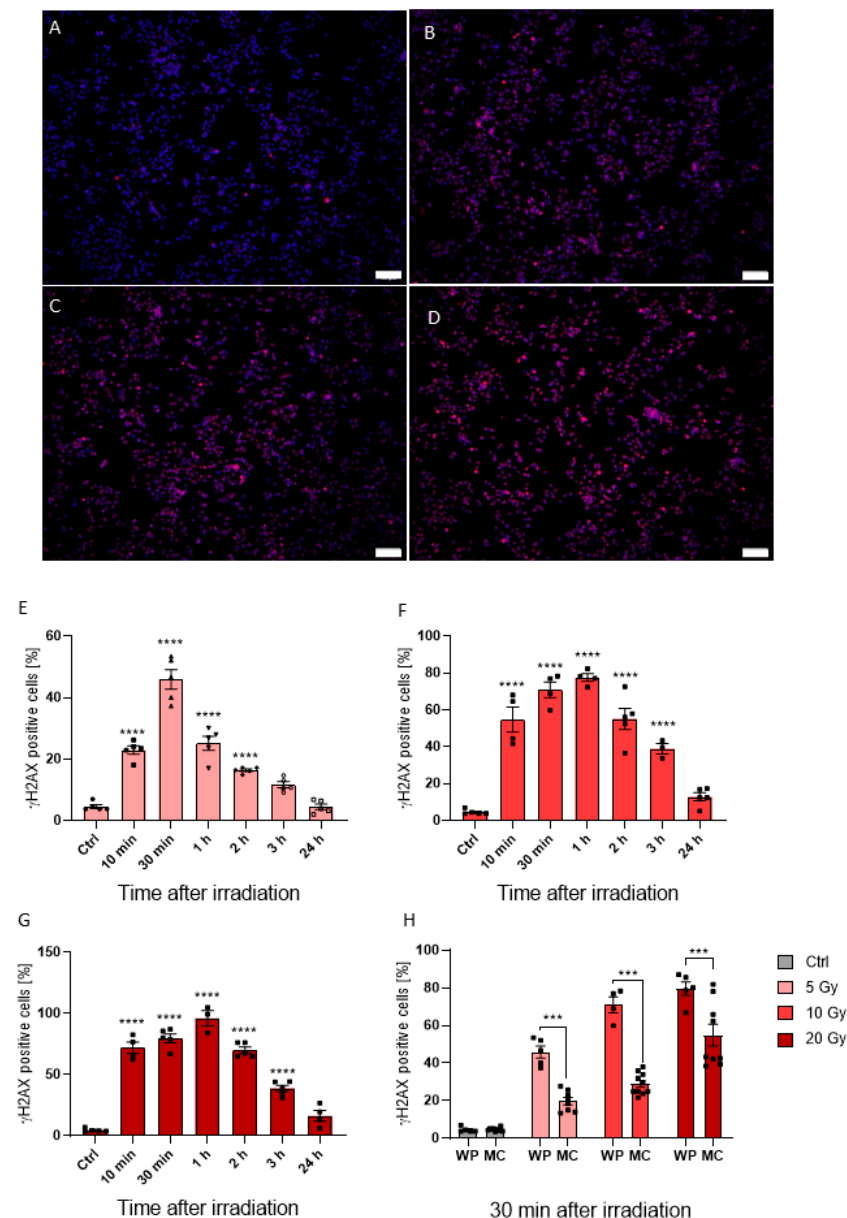 A
B
C
D
E
F
60
40
20
0
γH2AX positive cells [%]
****
****
****
****
Ctrl
10 min
30 min
1 h
2 h
3 h
24 h
Time after irradiation
100
80
60
40
20
0
γH2AX positive cells [%]
****
****
****
****
****
Ctrl
10 min
30 min
1 h
2 h
3 h
24 h
Time after irradiation
G
H
150
100
50
0
γH2AX positive cells [%]
****
****
****
****
****
Ctrl
10 min
30 min
1 h
2 h
3 h
24 h
Time after irradiation
100
80
60
40
20
0
γH2AX positive cells [%]
***
***
***
WP MC WP MC WP MC WP MC
30 min after irradiation
Ctrl
5 Gy
10 Gy
20 Gy